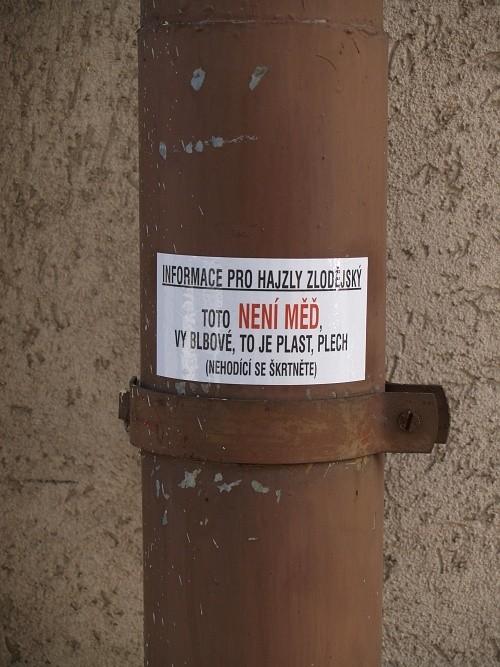 INFORMACE PRO HAJZLY ZLODĚJSKÝ
TOTO NENÍ MĚĎ,
VY BLBOVÉ, TO JE PLAST, PLECH
(NEHODÍCÍ SE ŠKRTNĚTE)